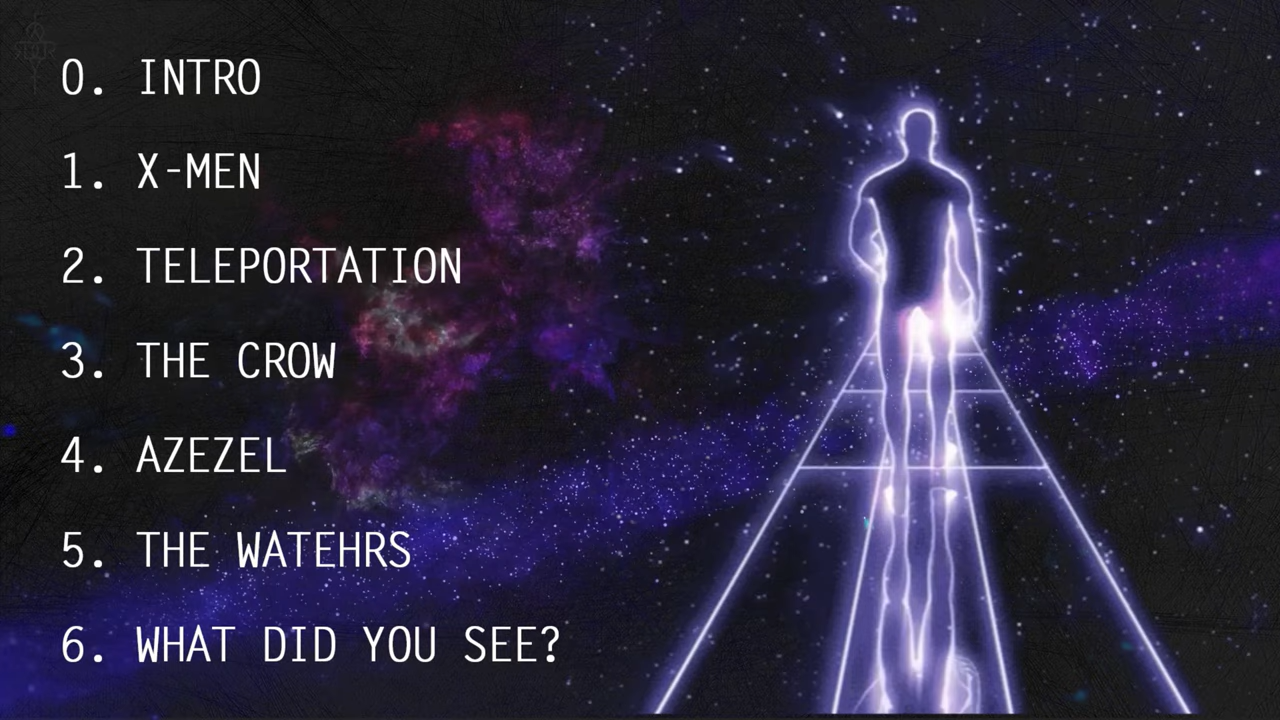 0. INTRO
1. X-MEN
2. TELEPORTATION
3. THE CROW
4. AZEZEL
5. THE WATEHRS
6. WHAT DID YOU SEE?